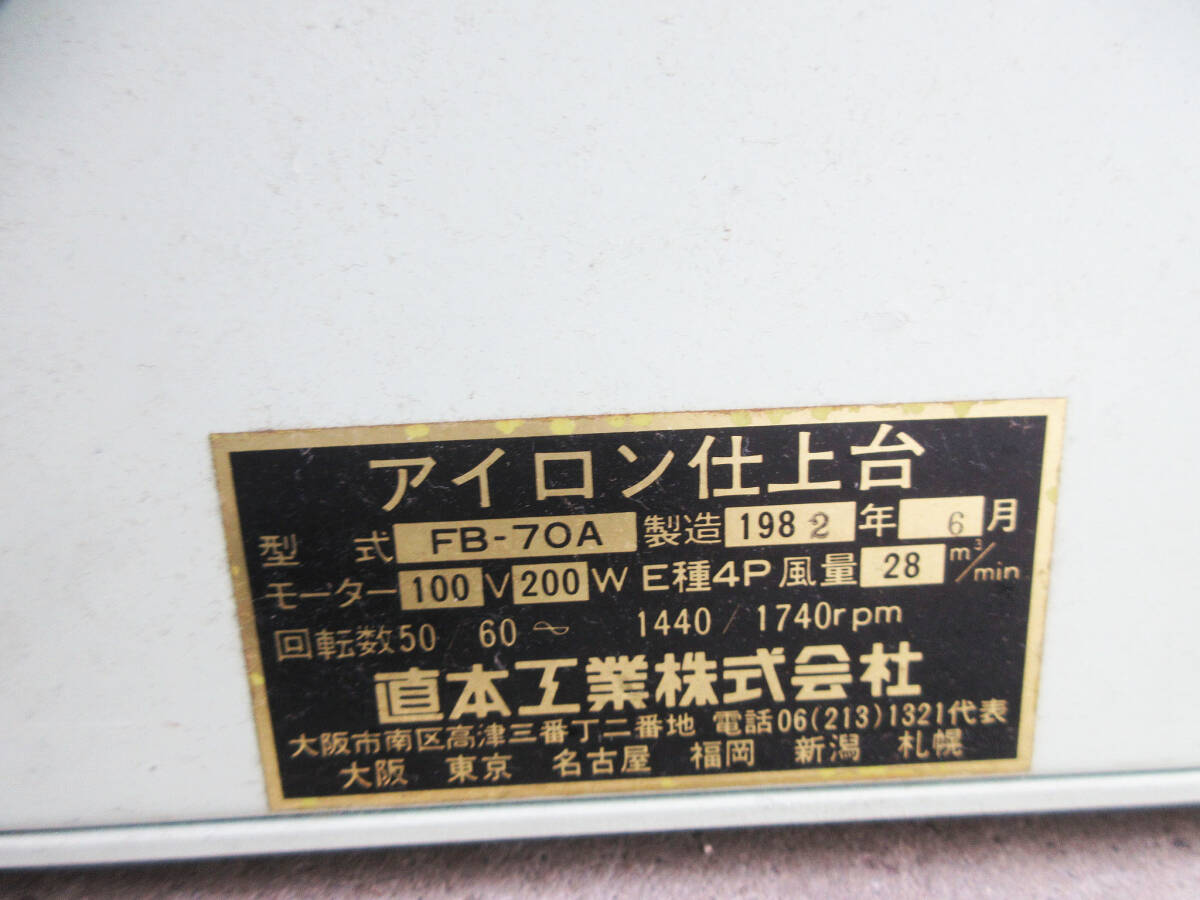 アイロン仕上台
型 式 FB-70A 製造 1982 年 6 月
モーター 100 V 200 W E種4P 風量 28 m³/min
回転数 50 60 ∼ 1440 / 1740rpm
直本工業株式会社
大阪市南区高津三番丁二番地 電話06(213)1321代表
大阪 東京 名古屋 福岡 新潟 札幌